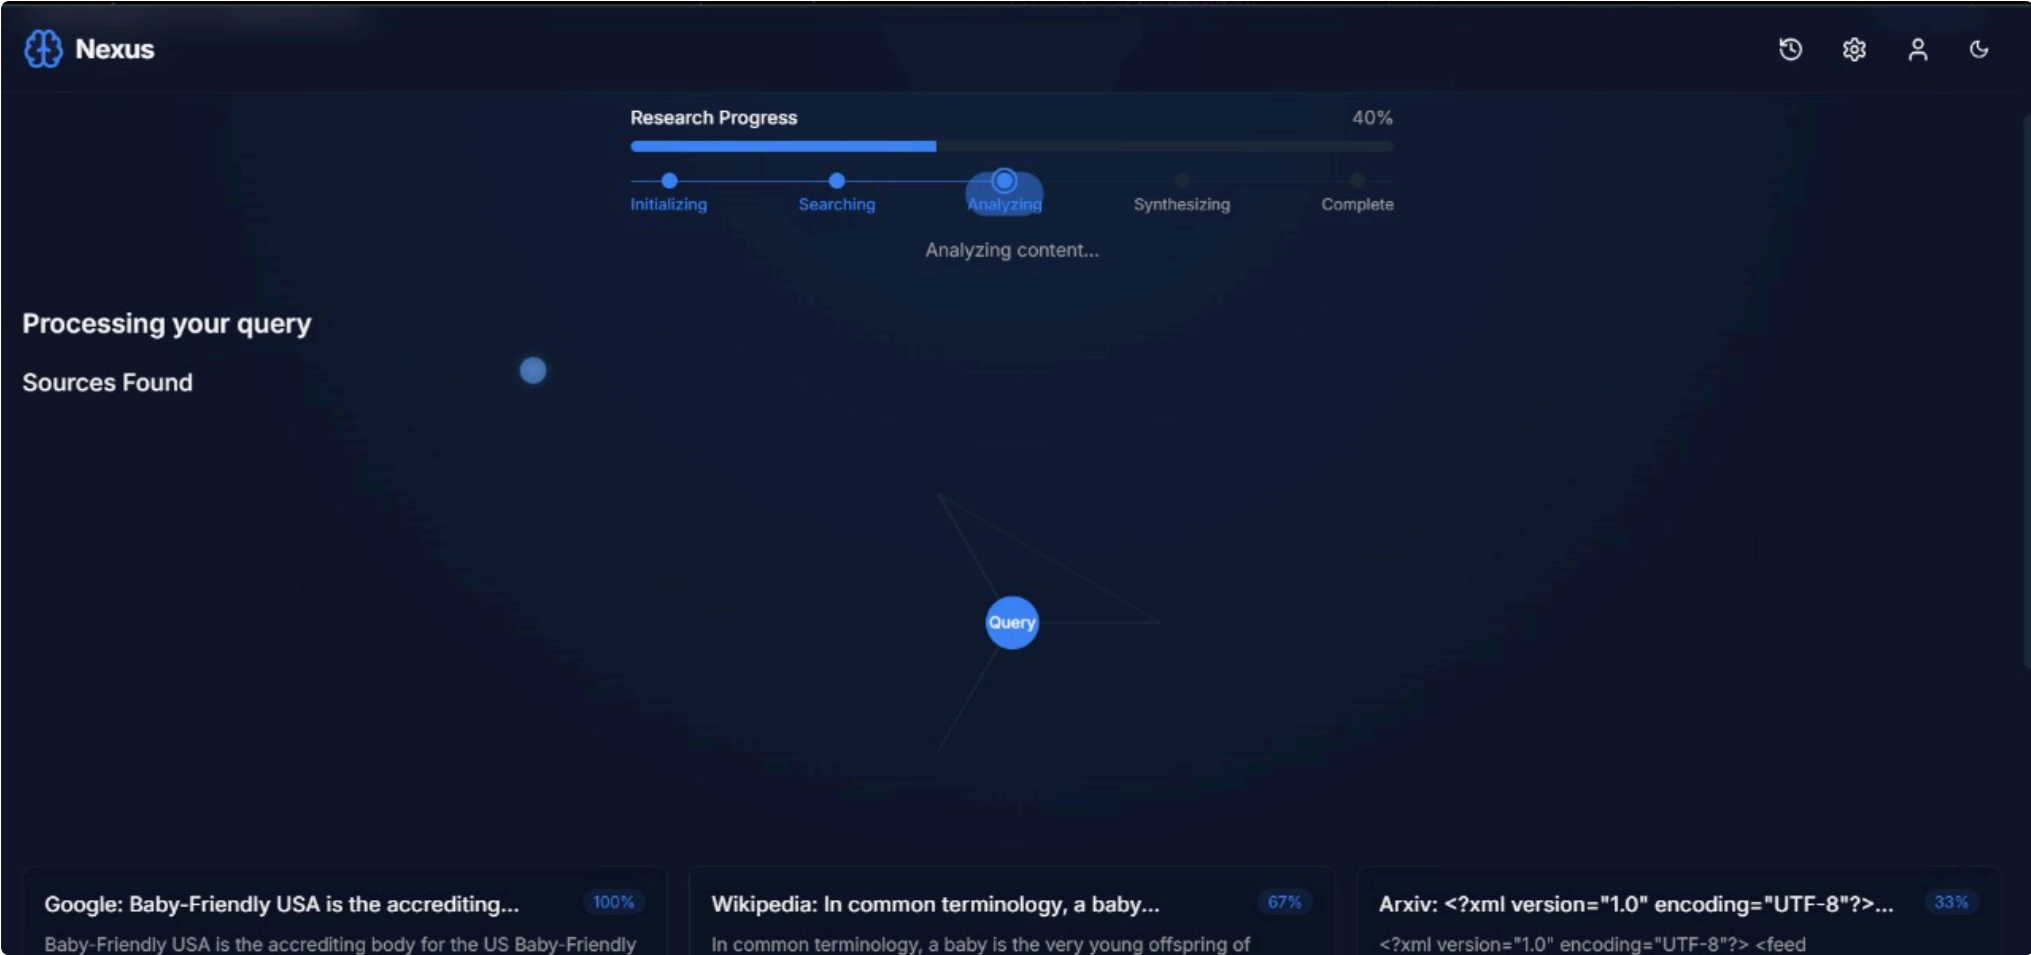 Nexus
Research Progress
40%
Initializing
Searching
Analyzing
Synthesizing
Complete
Analyzing content...
Processing your query
Sources Found
Query
Google: Baby-Friendly USA is the accrediting...
100%
Baby-Friendly USA is the accrediting body for the US Baby-Friendly
Wikipedia: In common terminology, a baby...
67%
In common terminology, a baby is the very young offspring of
Arxiv: <?xml version="1.0" encoding="UTF-8"?>...
33%
<?xml version="1.0" encoding="UTF-8"?> <feed